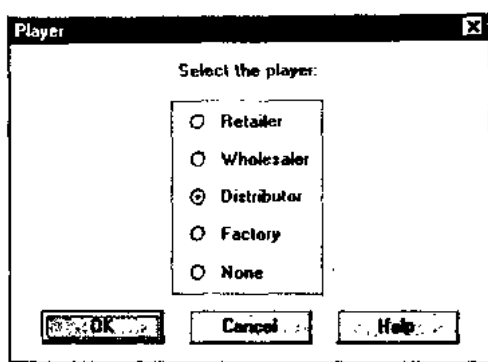 Player
Select the player:
Retailer
Wholesaler
Distributor
Factory
None
OK
Cancel
Help